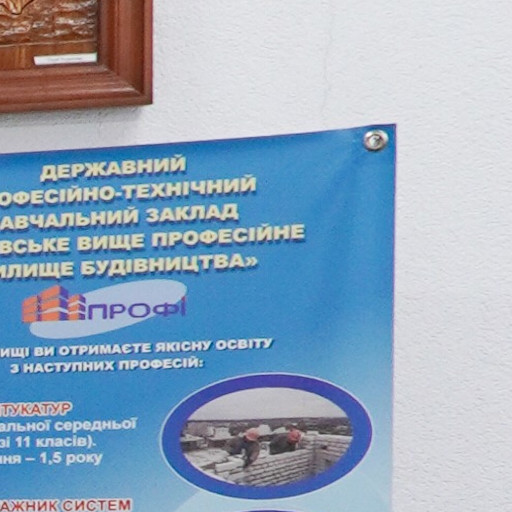 ДЕРЖАВНИЙ
ОФЕСІЙНО-ТЕХНІЧНИЙ
АВЧАЛЬНИЙ ЗАКЛАД
ВСЬКЕ ВИЩЕ ПРОФЕСІЙНЕ
ИЛИЩЕ БУДІВНИЦТВА»
ПРОФІ
ИЩІ ВИ ОТРИМАЄТЕ ЯКІСНУ ОСВІТУ
З НАСТУПНИХ ПРОФЕСІЙ:
ТУКАТУР
альної середньої
зі 11 класів).
ня – 1,5 року
АЖНИК СИСТЕМ